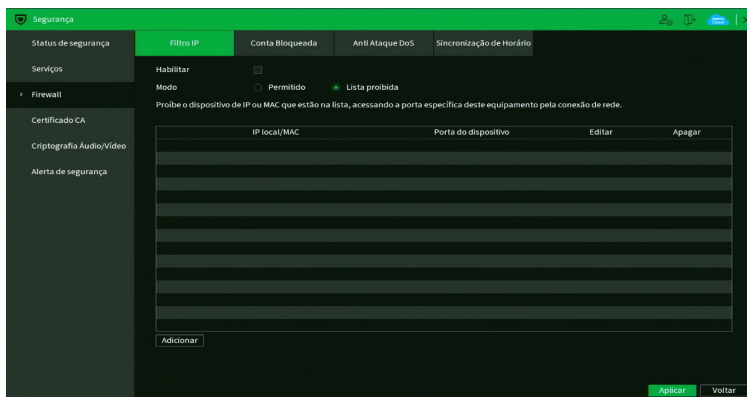 Segurança
Status de segurança
Serviços
Firewall
Certificado CA
Criptografia Áudio/Vídeo
Alerta de segurança
Filtro IP
Conta Bloqueada
Anti Ataque DoS
Sincronização de Horário
Habilitar
Modo
Permitido
Lista proibida
Proíbe o dispositivo de IP ou MAC que estão na lista, acessando a porta específica deste equipamento pela conexão de rede.
IP local/MAC
Porta do dispositivo
Editar
Apagar
Adicionar
Aplicar
Voltar